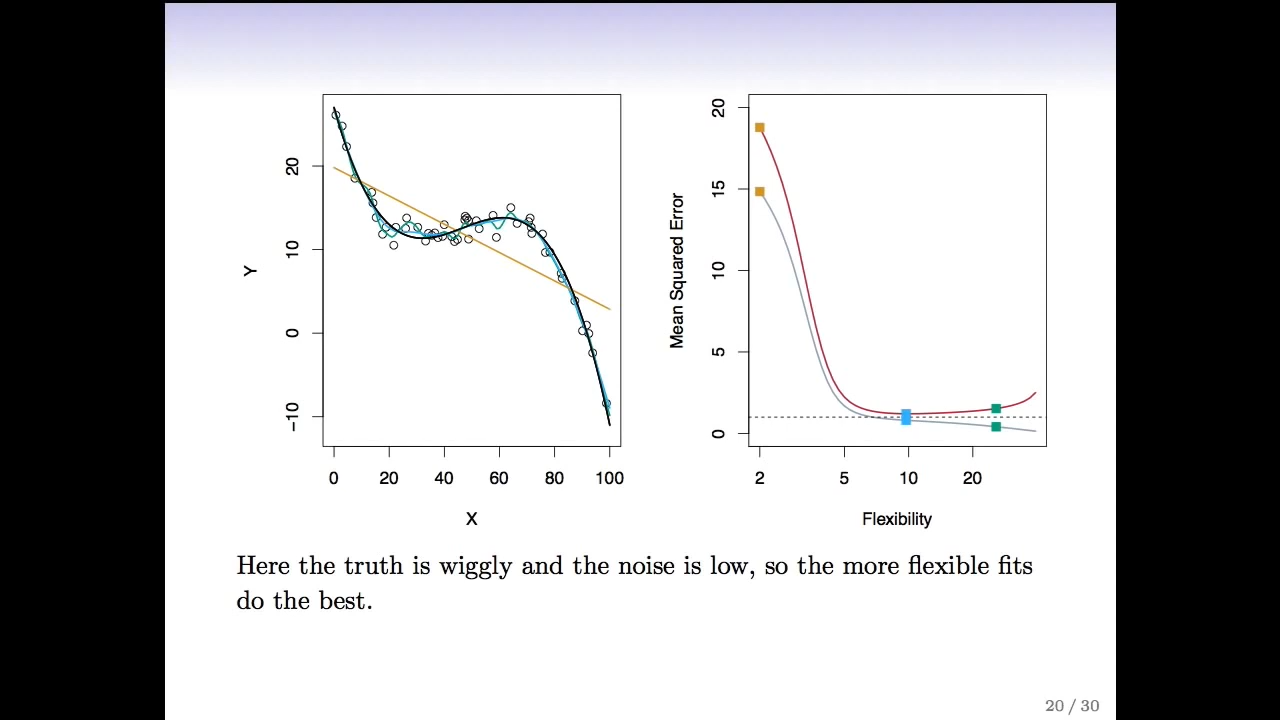 Y
20
10
0
−10
0 20 40 60 80 100
X
Mean Squared Error
20
15
10
5
0
2 5 10 20
Flexibility
Here the truth is wiggly and the noise is low, so the more flexible fits
do the best.
20 / 30